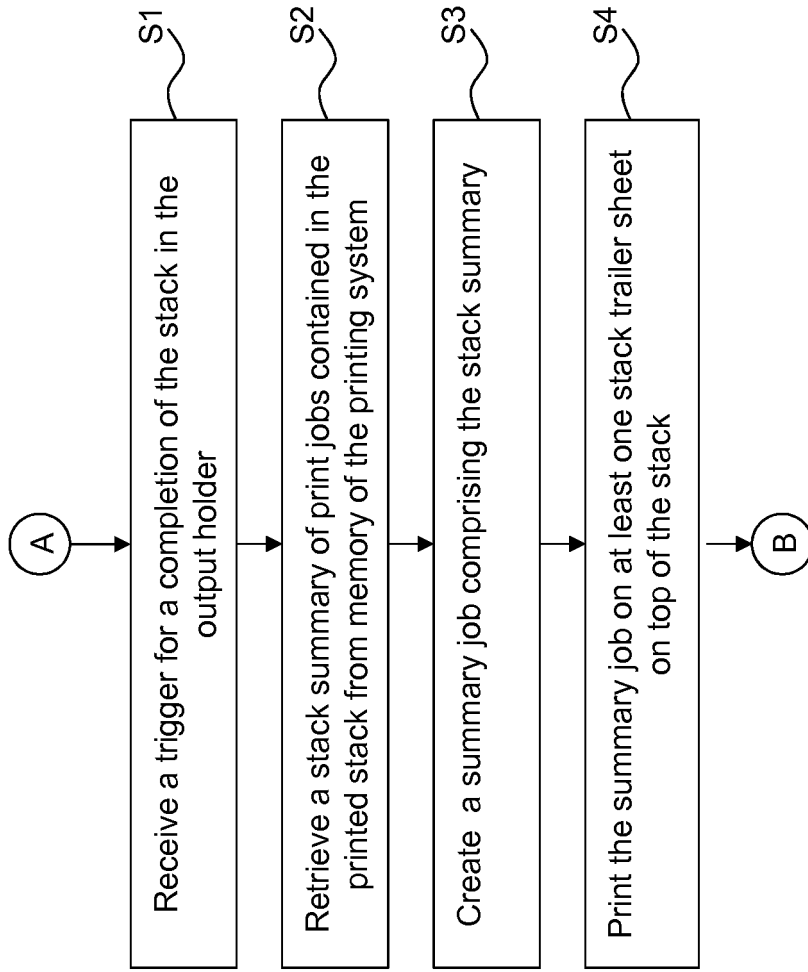 A
Receive a trigger for a completion of the stack in the
output holder
S1
Retrieve a stack summary of print jobs contained in the
printed stack from memory of the printing system
S2
Create a summary job comprising the stack summary
S3
Print the summary job on at least one stack trailer sheet
on top of the stack
S4
B